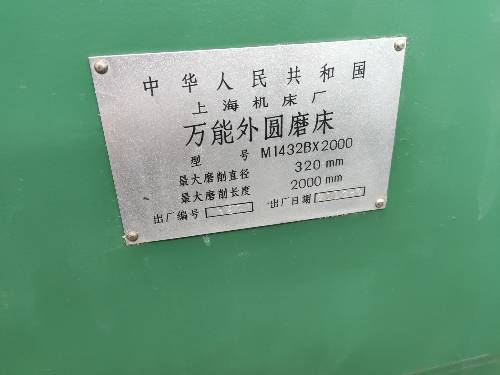 中华人民共和国
上海机床厂
万能外圆磨床
型号 M1432BX2000
最大磨削直径 320 mm
最大磨削长度 2000 mm
出厂编号 出厂日期